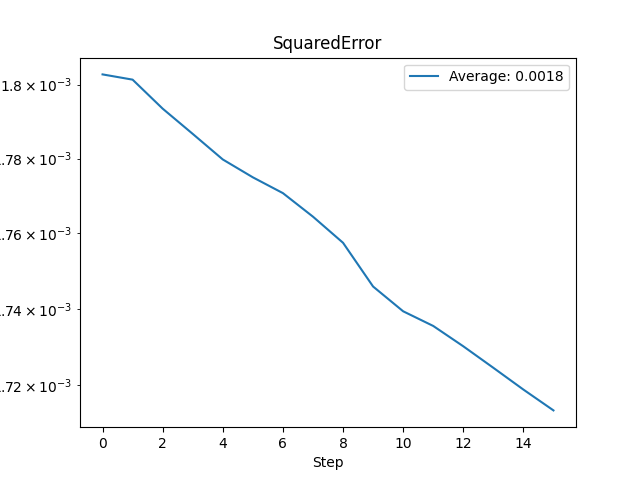 SquaredError
Average: 0.0018
1.8 × 10⁻³
.78 × 10⁻³
.76 × 10⁻³
.74 × 10⁻³
.72 × 10⁻³
0 2 4 6 8 10 12 14
Step